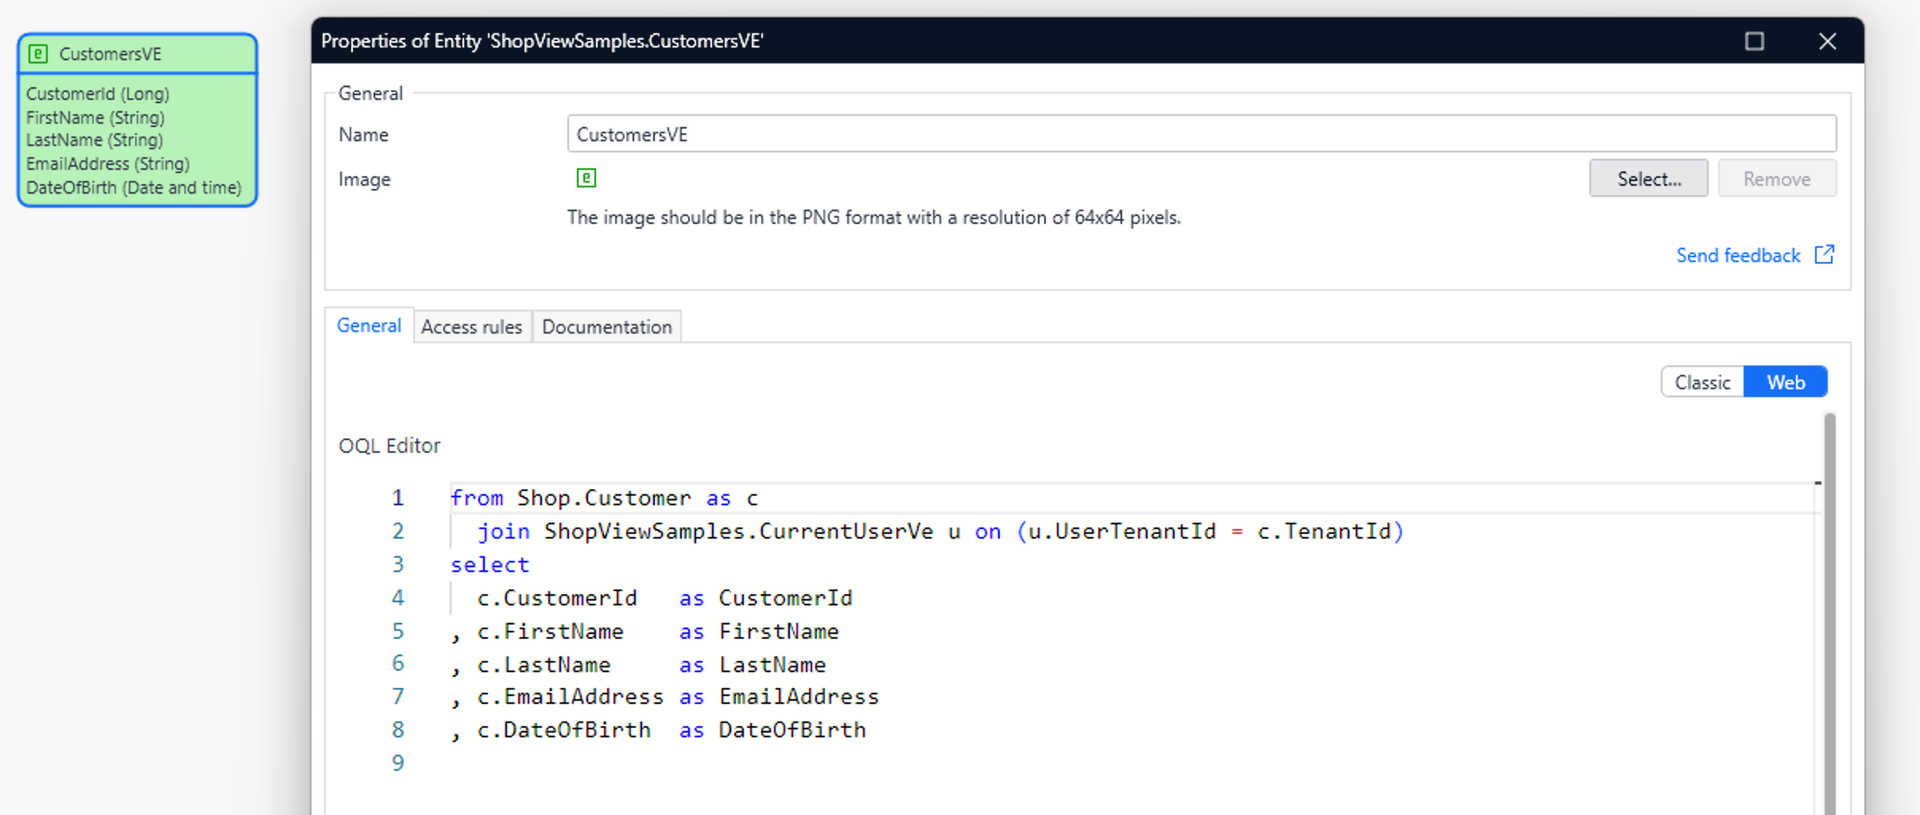 CustomersVE
CustomerId (Long)
FirstName (String)
LastName (String)
EmailAddress (String)
DateOfBirth (Date and time)
Properties of Entity 'ShopViewSamples.CustomersVE'
General
Name
CustomersVE
Image
Select...
Remove
The image should be in the PNG format with a resolution of 64x64 pixels.
Send feedback
General
Access rules
Documentation
Classic
Web
OQL Editor
1 from Shop.Customer as c
2 join ShopViewSamples.CurrentUserVe u on (u.UserTenantId = c.TenantId)
3 select
4 c.CustomerId as CustomerId
5 , c.FirstName as FirstName
6 , c.LastName as LastName
7 , c.EmailAddress as EmailAddress
8 , c.DateOfBirth as DateOfBirth
9